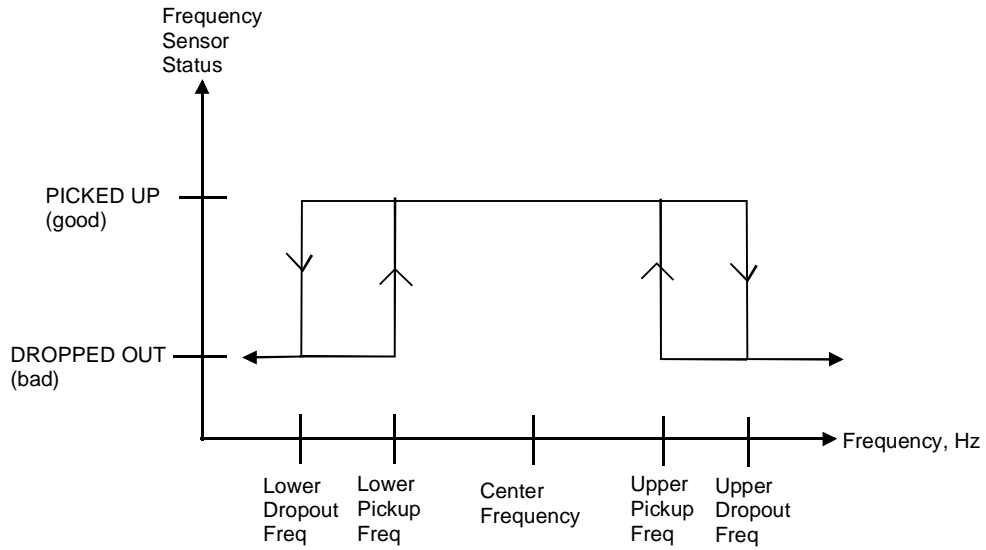 Frequency
Sensor
Status
PICKED UP
(good)
DROPPED OUT
(bad)
Frequency, Hz
Lower
Dropout
Freq
Lower
Pickup
Freq
Center
Frequency
Upper
Pickup
Freq
Upper
Dropout
Freq